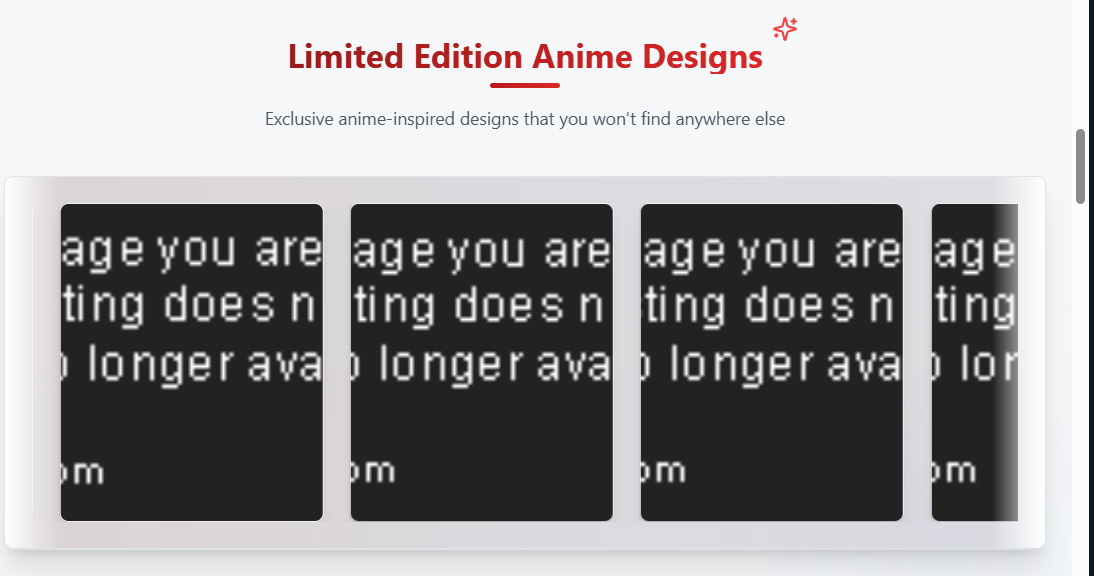 Limited Edition Anime Designs
Exclusive anime-inspired designs that you won't find anywhere else
age you are
ting does n
longer ava
om
age you are
ting does n
longer ava
om
age you are
ting does n
longer ava
om
age
ting
lor
om